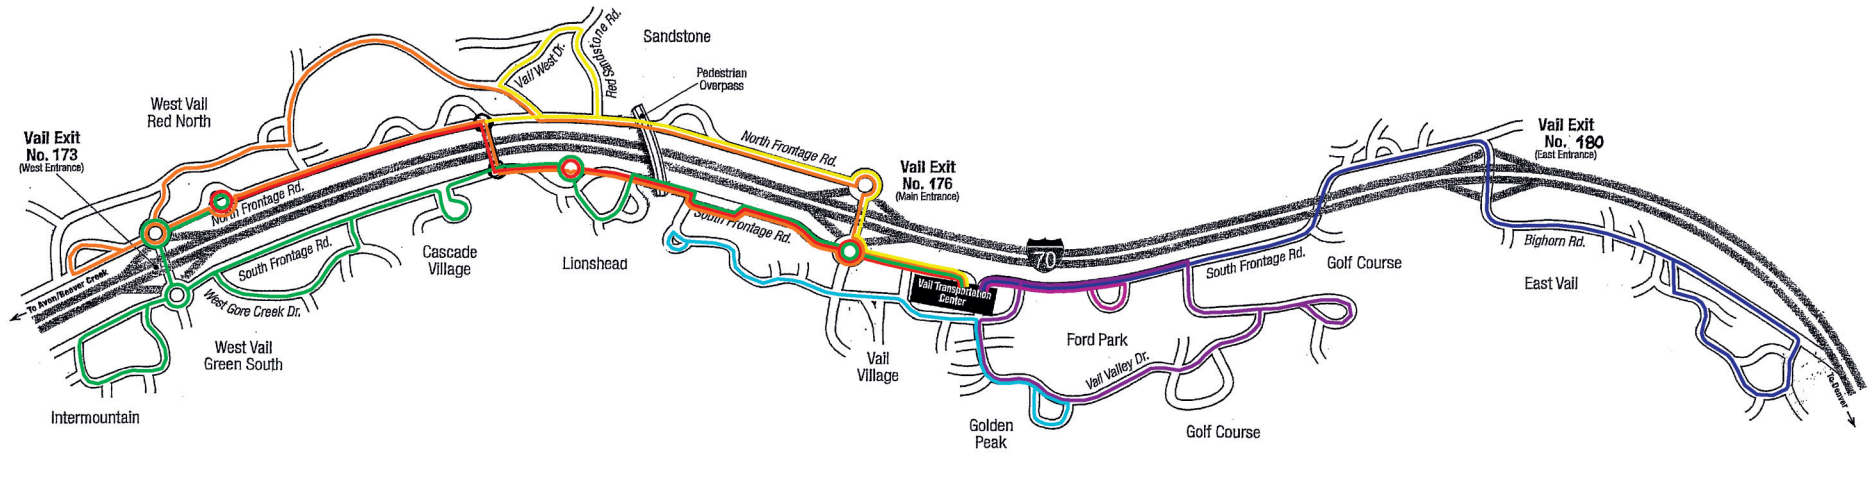 Sandstone
Red Sandstone Rd.
Vail West Dr.
Pedestrian
Overpass
West Vail
Red North
Vail Exit
No. 173
(West Entrance)
North Frontage Rd.
North Frontage Rd.
Vail Exit
No. 176
(Main Entrance)
Vail Exit
No. 180
(East Entrance)
To Avon/Beaver Creek
South Frontage Rd.
West Gore Creek Dr.
Cascade
Village
Lionshead
South Frontage Rd.
70
South Frontage Rd.
Golf Course
Bighorn Rd.
East Vail
Vail Transportation
Center
West Vail
Green South
Intermountain
Vail
Village
Ford Park
Vail Valley Dr.
Golden
Peak
Golf Course
To Denver